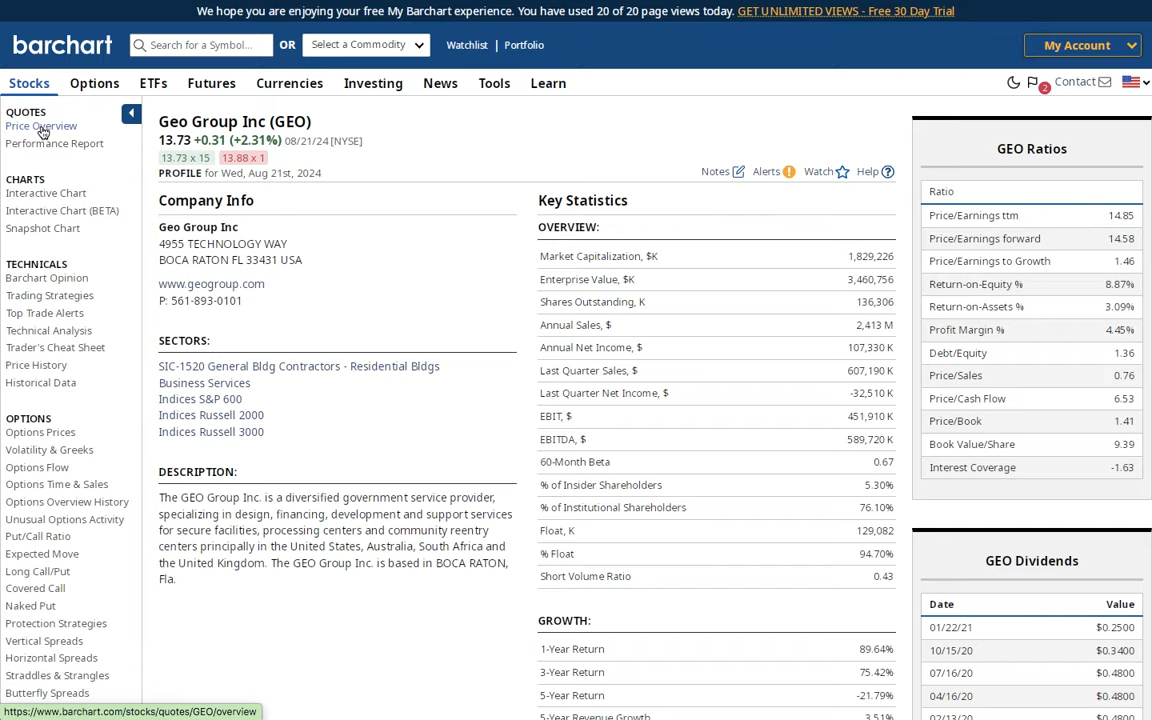 We hope you are enjoying your free My Barchart experience. You have used 20 of 20 page views today. GET UNLIMITED VIEWS - Free 30 Day Trial
barchart
Search for a Symbol...
OR
Select a Commodity
Watchlist | Portfolio
My Account
Stocks
Options
ETFs
Futures
Currencies
Investing
News
Tools
Learn
2
Contact
QUOTES
Price Overview
Performance Report
CHARTS
Interactive Chart
Interactive Chart (BETA)
Snapshot Chart
TECHNICALS
Barchart Opinion
Trading Strategies
Top Trade Alerts
Technical Analysis
Trader's Cheat Sheet
Price History
Historical Data
OPTIONS
Options Prices
Volatility & Greeks
Options Flow
Options Time & Sales
Options Overview History
Unusual Options Activity
Put/Call Ratio
Expected Move
Long Call/Put
Covered Call
Naked Put
Protection Strategies
Vertical Spreads
Horizontal Spreads
Straddles & Strangles
Butterfly Spreads
https://www.barchart.com/stocks/quotes/GEO/overview
Geo Group Inc (GEO)
13.73 +0.31 (+2.31%) 08/21/24 [NYSE]
13.73 x 15 13.88 x 1
PROFILE for Wed, Aug 21st, 2024
Notes
Alerts
Watch
Help
Company Info
Geo Group Inc
4955 TECHNOLOGY WAY
BOCA RATON FL 33431 USA
www.geogroup.com
P: 561-893-0101
SECTORS:
SIC-1520 General Bldg Contractors - Residential Bldgs
Business Services
Indices S&P 600
Indices Russell 2000
Indices Russell 3000
DESCRIPTION:
The GEO Group Inc. is a diversified government service provider,
specializing in design, financing, development and support services
for secure facilities, processing centers and community reentry
centers principally in the United States, Australia, South Africa and
the United Kingdom. The GEO Group Inc. is based in BOCA RATON,
Fla.
Key Statistics
OVERVIEW:
Market Capitalization, $K 1,829,226
Enterprise Value, $K 3,460,756
Shares Outstanding, K 136,306
Annual Sales, $ 2,413 M
Annual Net Income, $ 107,330 K
Last Quarter Sales, $ 607,190 K
Last Quarter Net Income, $ -32,510 K
EBIT, $ 451,910 K
EBITDA, $ 589,720 K
60-Month Beta 0.67
% of Insider Shareholders 5.30%
% of Institutional Shareholders 76.10%
Float, K 129,082
% Float 94.70%
Short Volume Ratio 0.43
GROWTH:
1-Year Return 89.64%
3-Year Return 75.42%
5-Year Return -21.79%
5-Year Revenue Growth 3.51%
GEO Ratios
Ratio
Price/Earnings ttm 14.85
Price/Earnings forward 14.58
Price/Earnings to Growth 1.46
Return-on-Equity % 8.87%
Return-on-Assets % 3.09%
Profit Margin % 4.45%
Debt/Equity 1.36
Price/Sales 0.76
Price/Cash Flow 6.53
Price/Book 1.41
Book Value/Share 9.39
Interest Coverage -1.63
GEO Dividends
Date Value
01/22/21 $0.2500
10/15/20 $0.3400
07/16/20 $0.4800
04/16/20 $0.4800
02/13/20 $0.4800